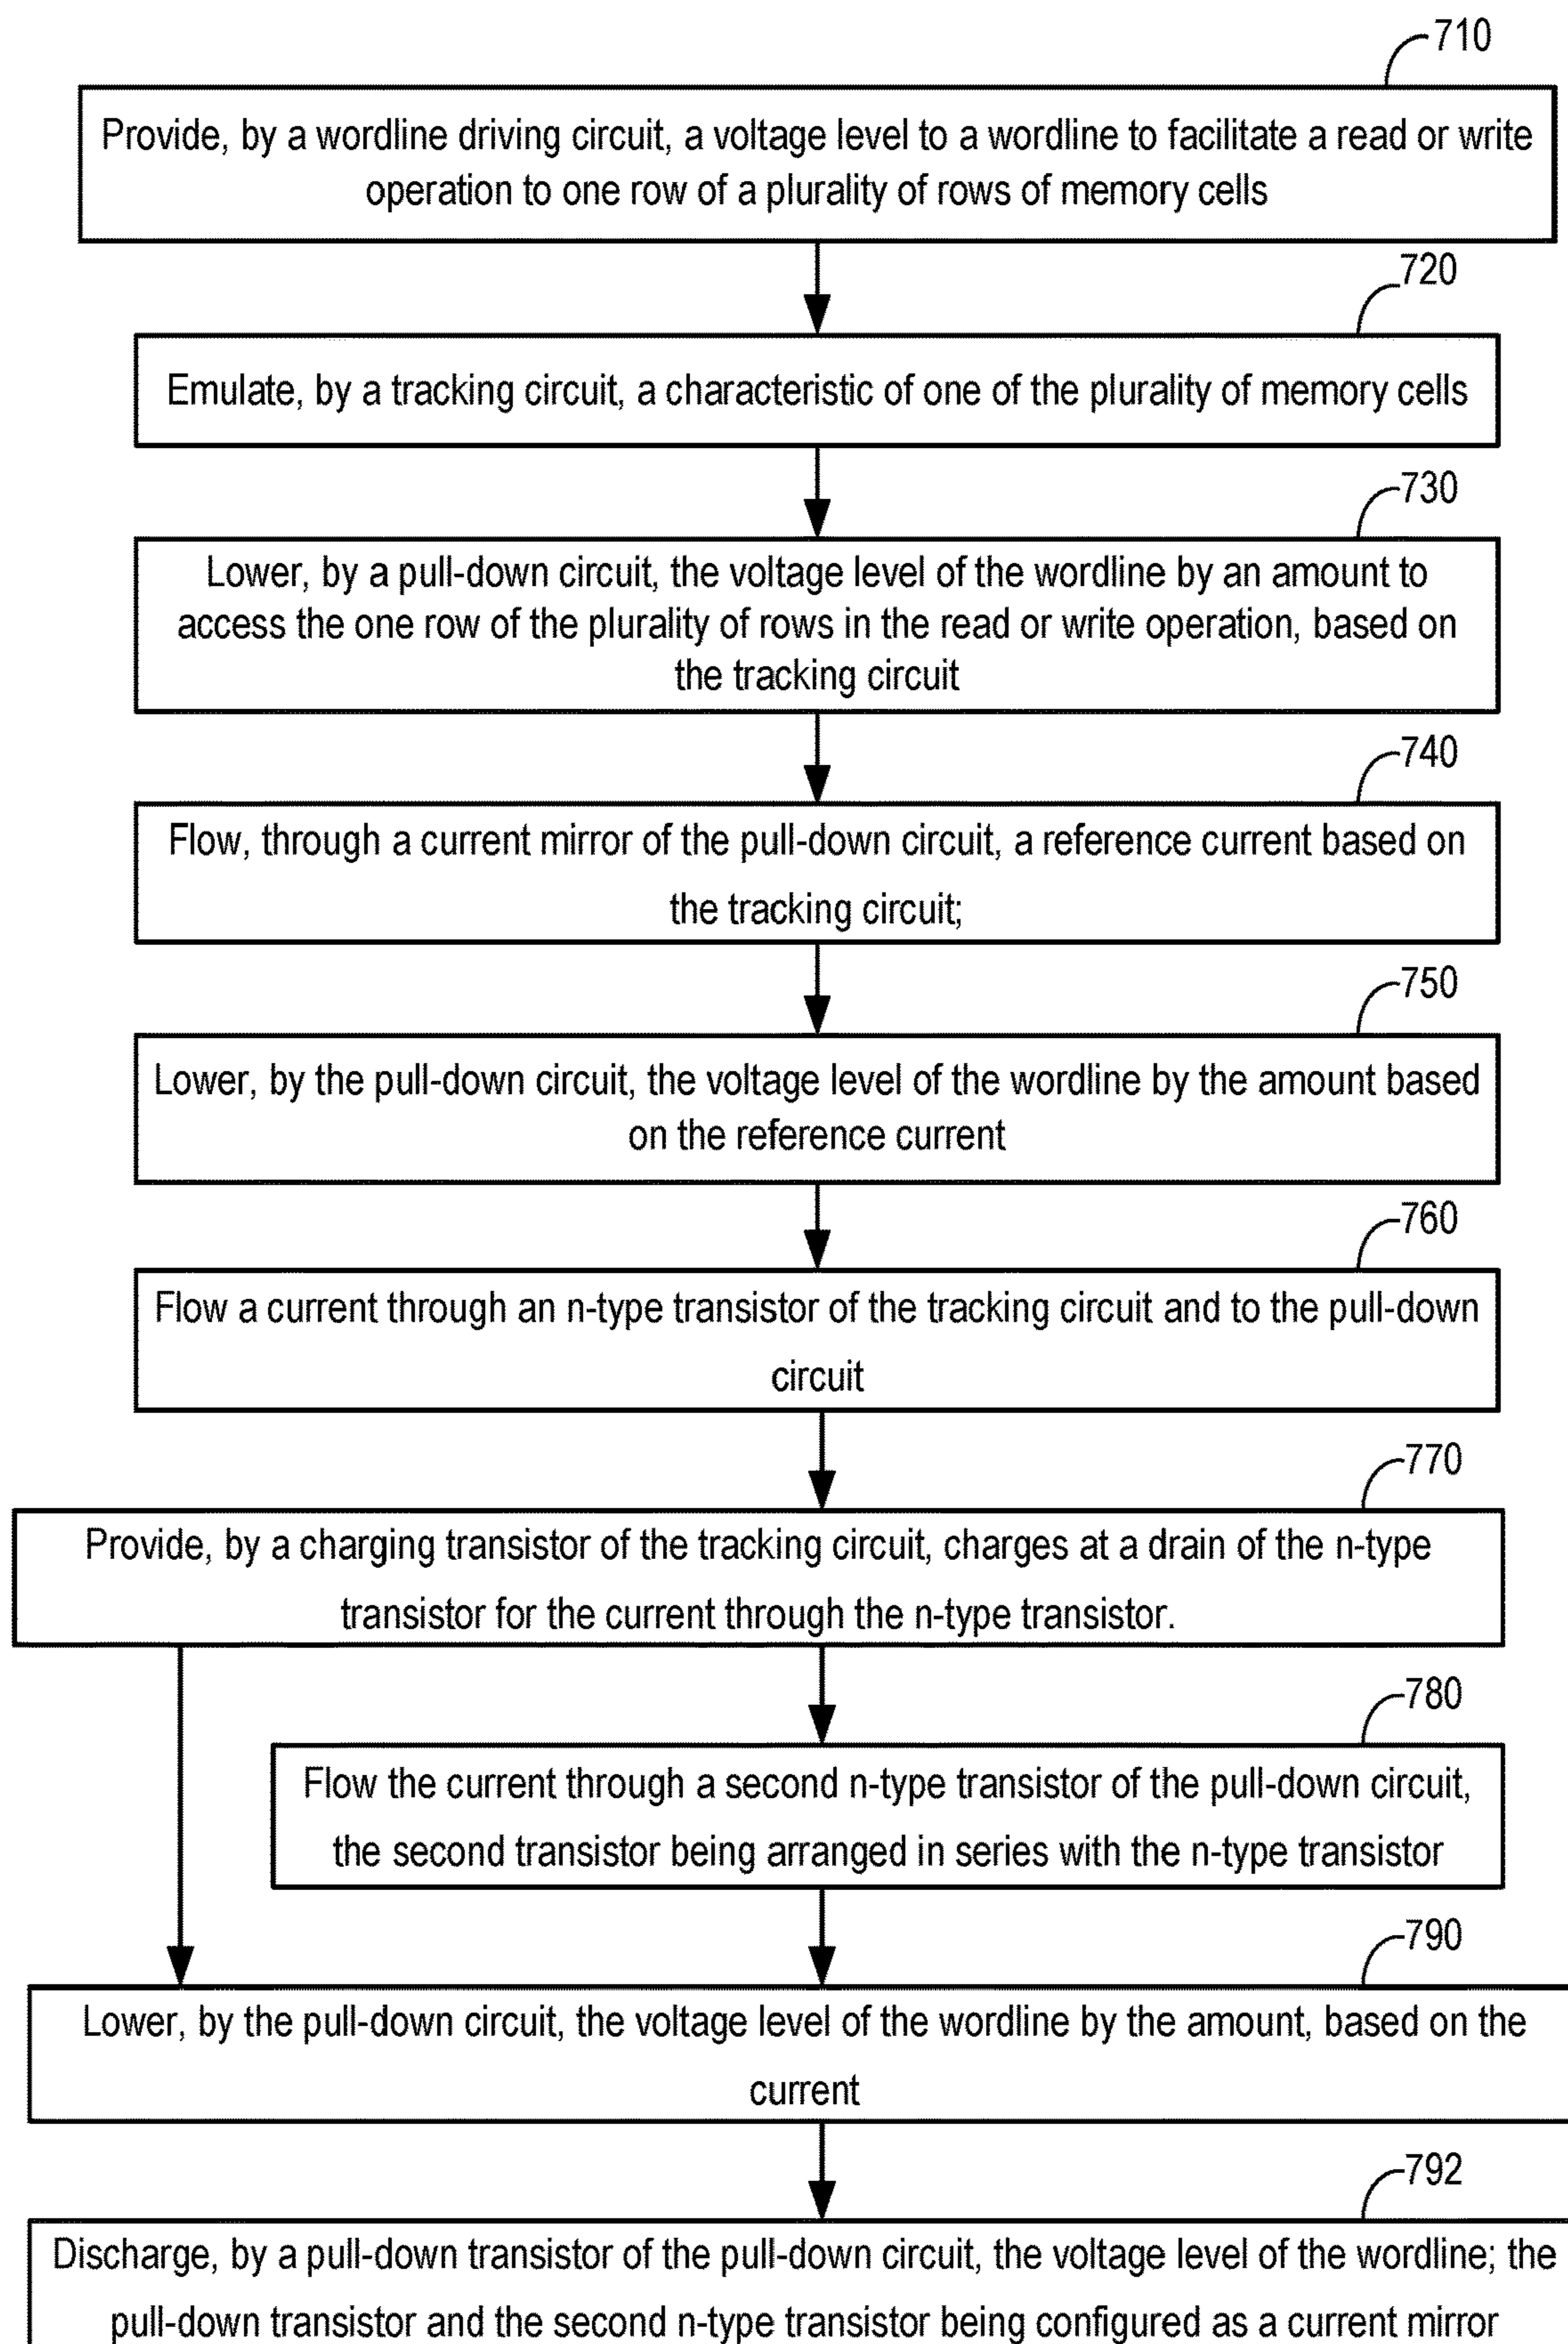 710
Provide, by a wordline driving circuit, a voltage level to a wordline to facilitate a read or write
operation to one row of a plurality of rows of memory cells
720
Emulate, by a tracking circuit, a characteristic of one of the plurality of memory cells
730
Lower, by a pull-down circuit, the voltage level of the wordline by an amount to
access the one row of the plurality of rows in the read or write operation, based on
the tracking circuit
740
Flow, through a current mirror of the pull-down circuit, a reference current based on
the tracking circuit;
750
Lower, by the pull-down circuit, the voltage level of the wordline by the amount based
on the reference current
760
Flow a current through an n-type transistor of the tracking circuit and to the pull-down
circuit
770
Provide, by a charging transistor of the tracking circuit, charges at a drain of the n-type
transistor for the current through the n-type transistor.
780
Flow the current through a second n-type transistor of the pull-down circuit,
the second transistor being arranged in series with the n-type transistor
790
Lower, by the pull-down circuit, the voltage level of the wordline by the amount, based on the
current
792
Discharge, by a pull-down transistor of the pull-down circuit, the voltage level of the wordline; the
pull-down transistor and the second n-type transistor being configured as a current mirror